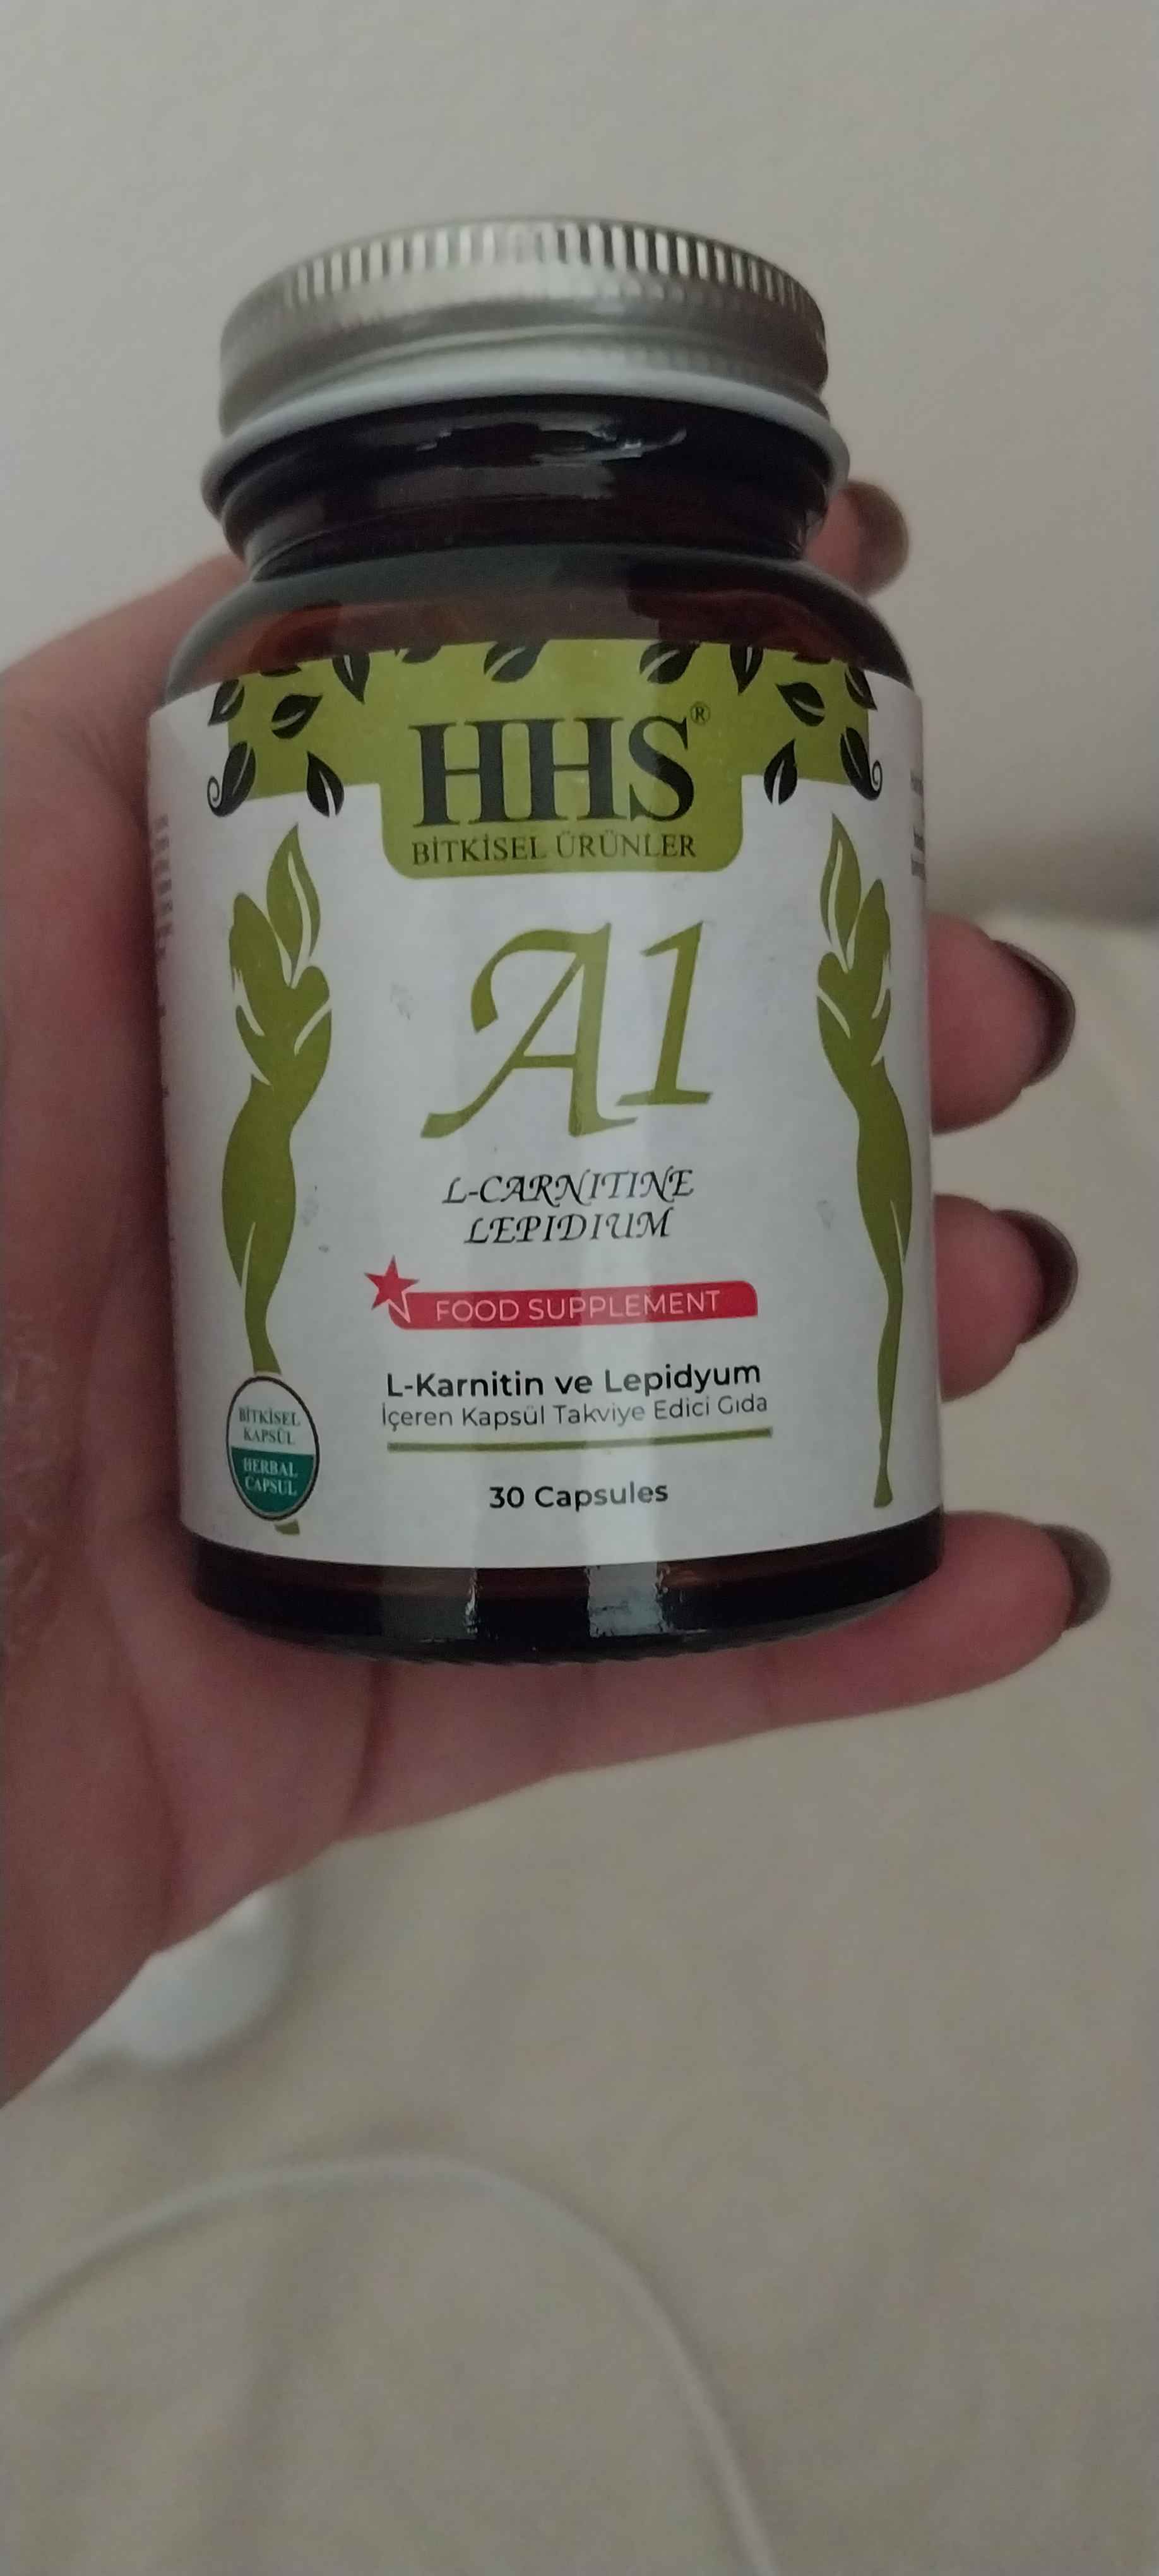 HHS®
BİTKİSEL ÜRÜNLER
A1
L-CARNITINE
LEPIDIUM
FOOD SUPPLEMENT
L-Karnitin ve Lepidyum
İçeren Kapsül Takviye Edici Gıda
30 Capsules
BİTKİSEL
KAPSÜL
HERBAL
CAPSUL